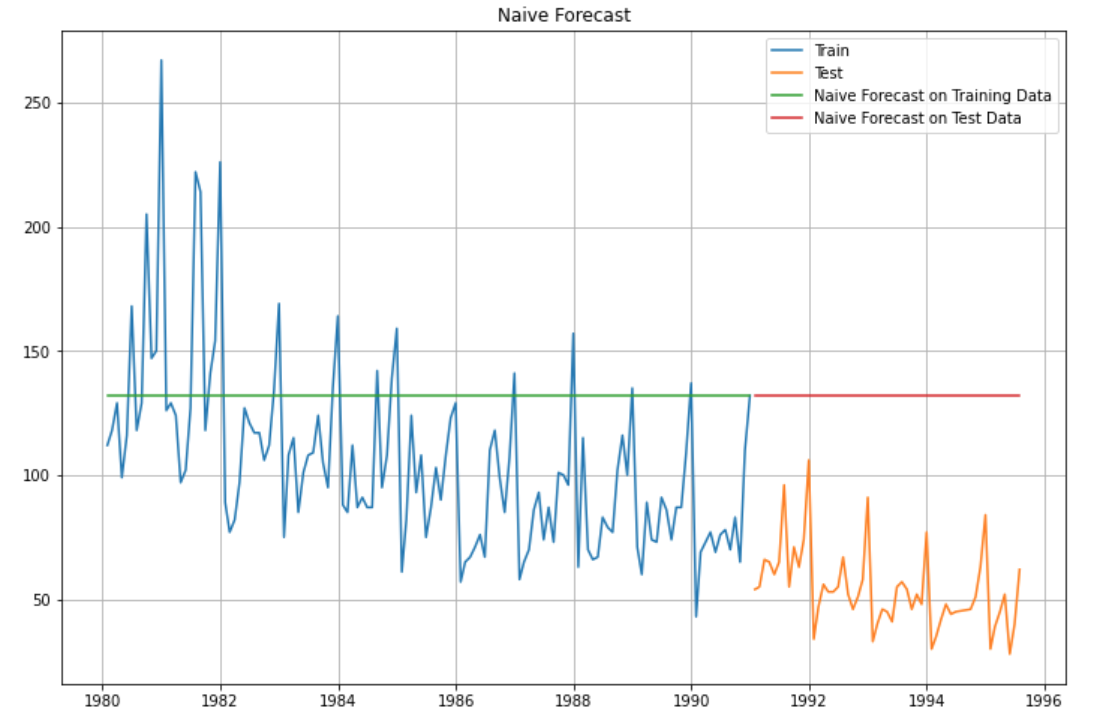 Naive Forecast
Train
Test
Naive Forecast on Training Data
Naive Forecast on Test Data
250
200
150
100
50
1980 1982 1984 1986 1988 1990 1992 1994 1996